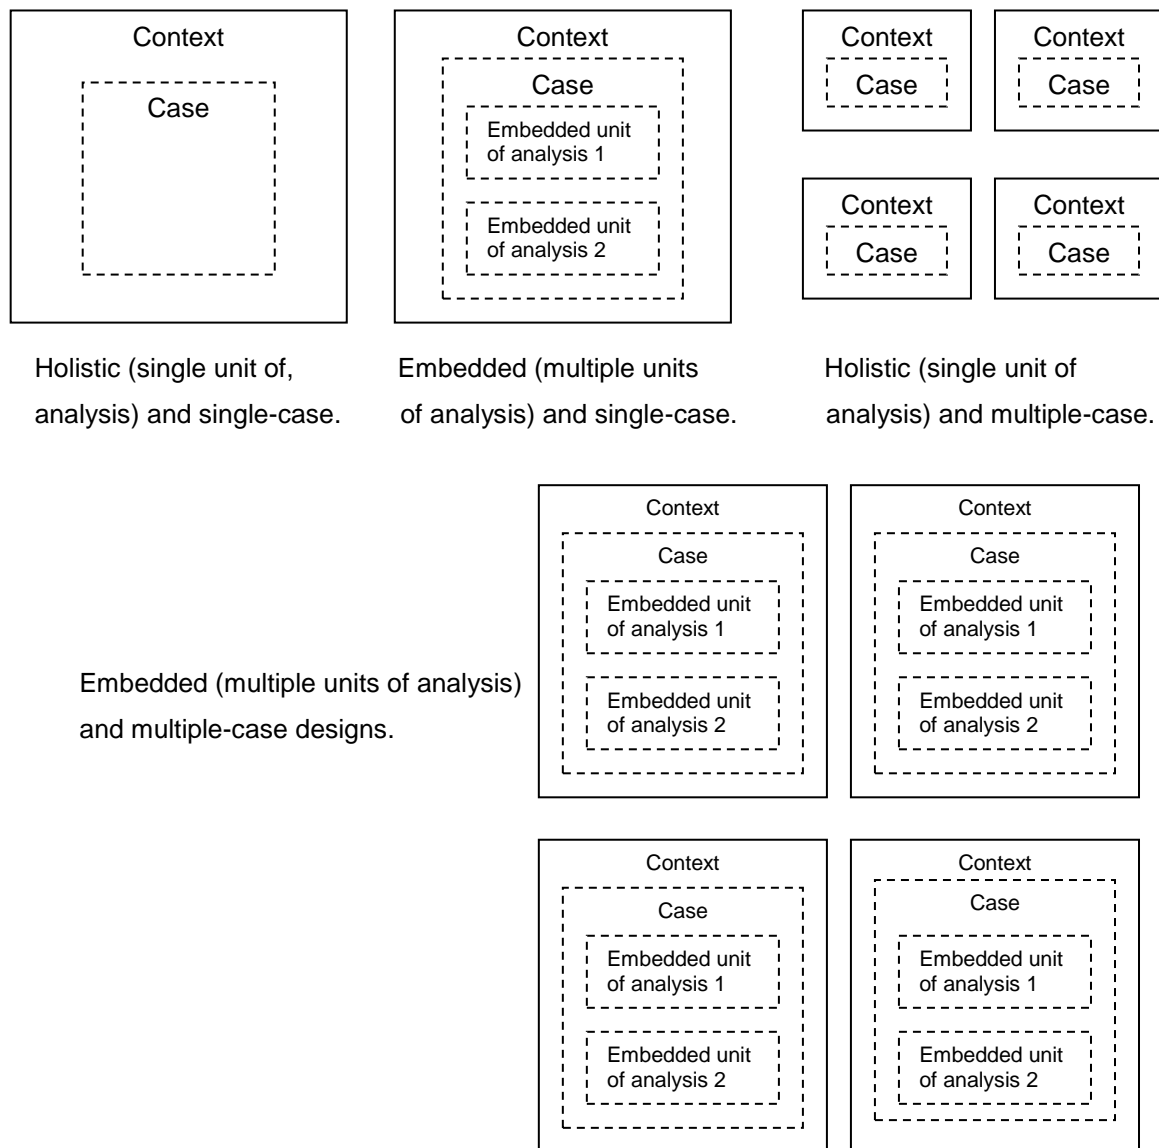 Context
Case
Context
Case
Embedded unit
of analysis 1
Embedded unit
of analysis 2
Context
Case
Context
Case
Context
Case
Context
Case
Holistic (single unit of,
analysis) and single-case.
Embedded (multiple units
of analysis) and single-case.
Holistic (single unit of
analysis) and multiple-case.
Embedded (multiple units of analysis)
and multiple-case designs.
Context
Case
Embedded unit
of analysis 1
Embedded unit
of analysis 2
Context
Case
Embedded unit
of analysis 1
Embedded unit
of analysis 2
Context
Case
Embedded unit
of analysis 1
Embedded unit
of analysis 2
Context
Case
Embedded unit
of analysis 1
Embedded unit
of analysis 2